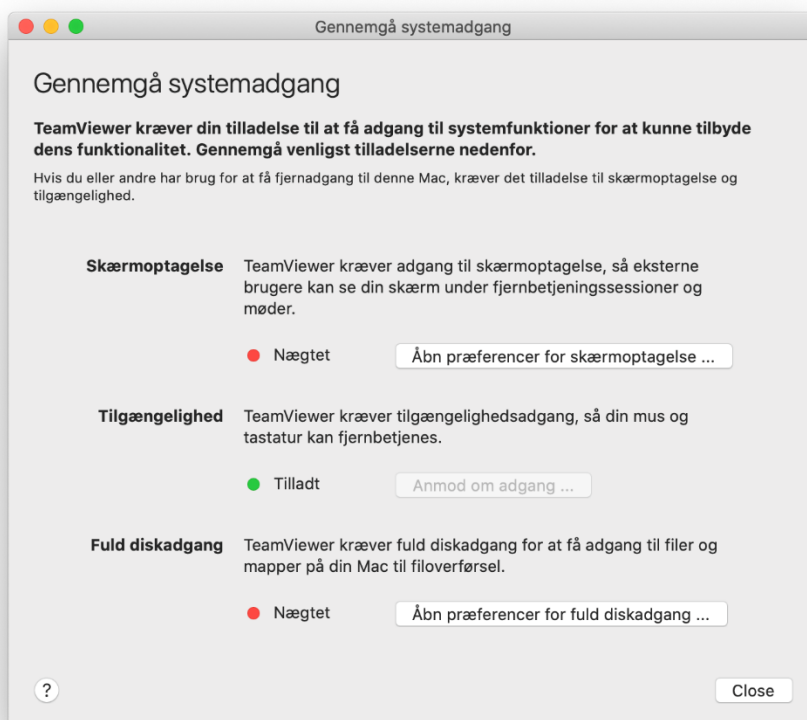 Gennemgå systemadgang
Gennemgå systemadgang
TeamViewer kræver din tilladelse til at få adgang til systemfunktioner for at kunne tilbyde
dens funktionalitet. Gennemgå venligst tilladelserne nedenfor.
Hvis du eller andre har brug for at få fjernadgang til denne Mac, kræver det tilladelse til skærmoptagelse og
tilgængelighed.
Skærmoptagelse TeamViewer kræver adgang til skærmoptagelse, så eksterne
brugere kan se din skærm under fjernbetjeningssessioner og
møder.
Nægtet Åbn præferencer for skærmoptagelse ...
Tilgængelighed TeamViewer kræver tilgængelighedsadgang, så din mus og
tastatur kan fjernbetjenes.
Tilladt Anmod om adgang ...
Fuld diskadgang TeamViewer kræver fuld diskadgang for at få adgang til filer og
mapper på din Mac til filoverførsel.
Nægtet Åbn præferencer for fuld diskadgang ...
? Close